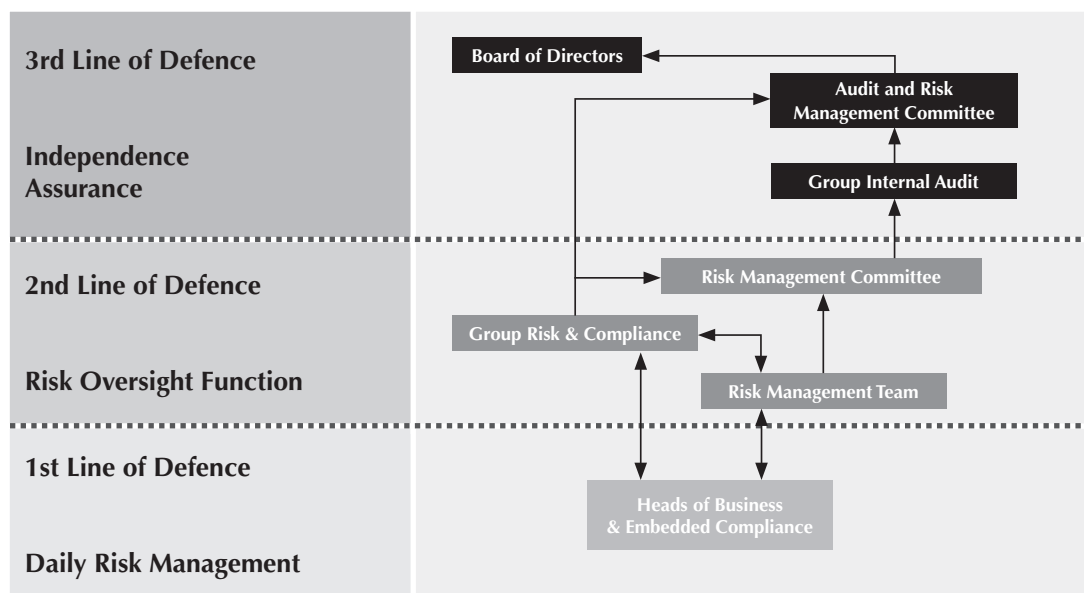 3rd Line of Defence
Independence
Assurance
Board of Directors
Audit and Risk
Management Committee
Group Internal Audit
2nd Line of Defence
Risk Oversight Function
Risk Management Committee
Group Risk & Compliance
Risk Management Team
1st Line of Defence
Daily Risk Management
Heads of Business
& Embedded Compliance